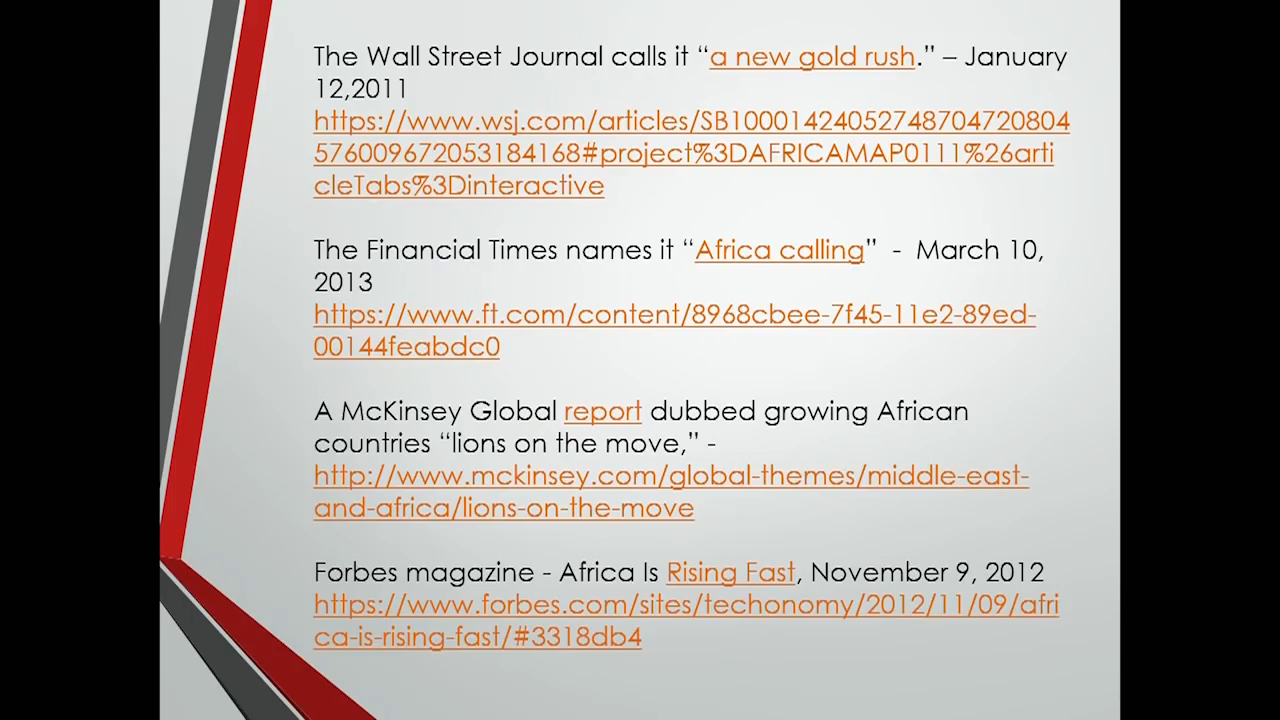 The Wall Street Journal calls it “a new gold rush.” – January
12,2011
https://www.wsj.com/articles/SB10001424052748704720804
576009672053184168#project%3DAFRICAMAP0111%26arti
cleTabs%3Dinteractive
The Financial Times names it “Africa calling” - March 10,
2013
https://www.ft.com/content/8968cbee-7f45-11e2-89ed-
00144feabdc0
A McKinsey Global report dubbed growing African
countries “lions on the move,” -
http://www.mckinsey.com/global-themes/middle-east-
and-africa/lions-on-the-move
Forbes magazine - Africa Is Rising Fast, November 9, 2012
https://www.forbes.com/sites/techonomy/2012/11/09/afri
ca-is-rising-fast/#3318db4